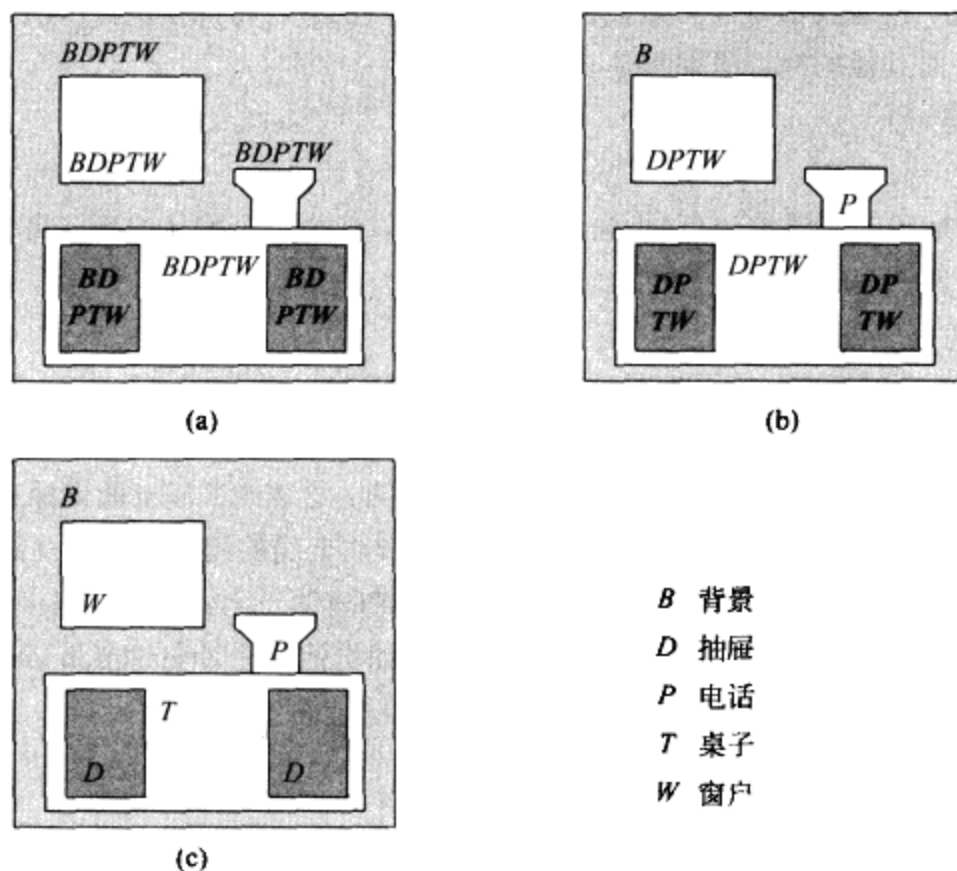 BDPTW
BDPTW
BDPTW
BDPTW
BD
PTW
BD
PTW
(a)
B
DPTW
P
DPTW
DP
TW
DP
TW
(b)
B
W
P
T
D
D
(c)
B 背景
D 抽屉
P 电话
T 桌子
W 窗户